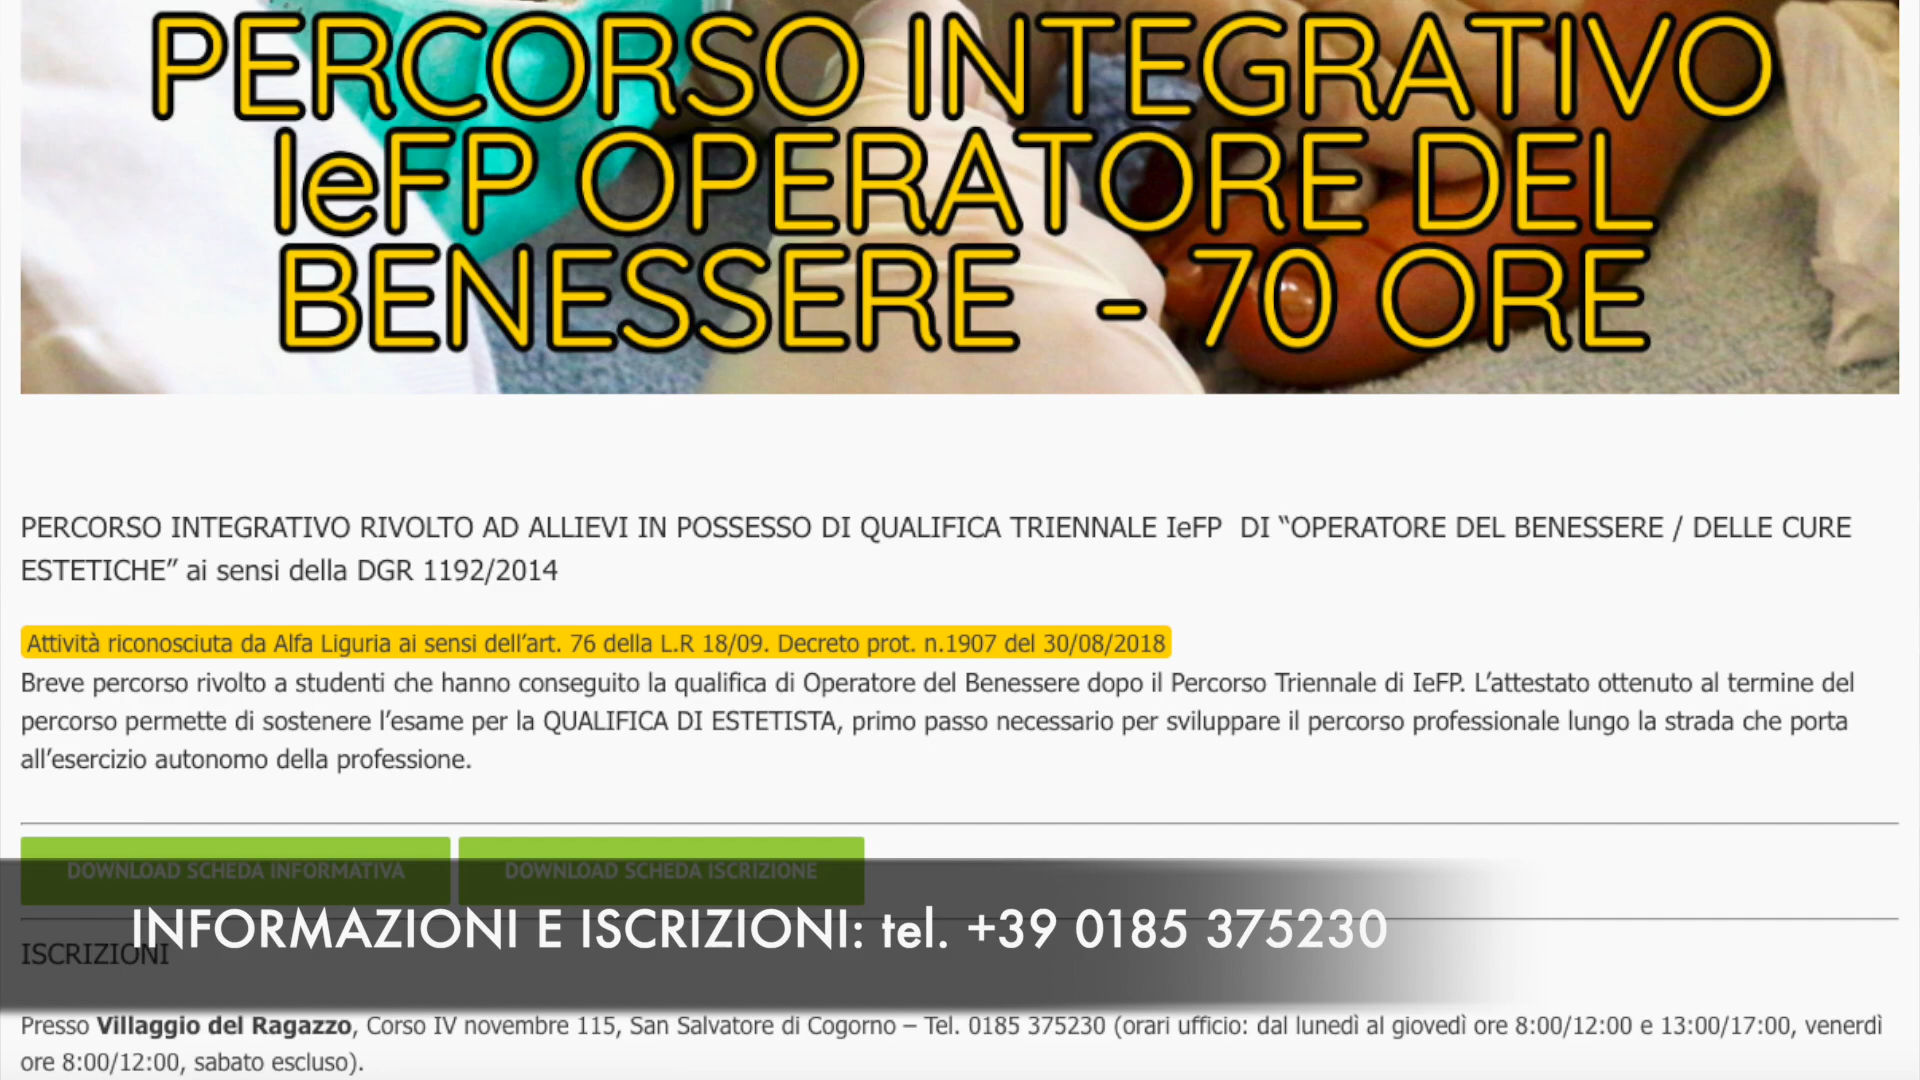 PERCORSO INTEGRATIVO
IeFP OPERATORE DEL
BENESSERE - 70 ORE
PERCORSO INTEGRATIVO RIVOLTO AD ALLIEVI IN POSSESSO DI QUALIFICA TRIENNALE IeFP DI “OPERATORE DEL BENESSERE / DELLE CURE
ESTETICHE” ai sensi della DGR 1192/2014
Attività riconosciuta da Alfa Liguria ai sensi dell’art. 76 della L.R 18/09. Decreto prot. n.1907 del 30/08/2018
Breve percorso rivolto a studenti che hanno conseguito la qualifica di Operatore del Benessere dopo il Percorso Triennale di IeFP. L’attestato ottenuto al termine del
percorso permette di sostenere l’esame per la QUALIFICA DI ESTETISTA, primo passo necessario per sviluppare il percorso professionale lungo la strada che porta
all’esercizio autonomo della professione.
DOWNLOAD SCHEDA INFORMATIVA DOWNLOAD SCHEDA ISCRIZIONE
INFORMAZIONI E ISCRIZIONI: tel. +39 0185 375230
ISCRIZIONI
Presso Villaggio del Ragazzo, Corso IV novembre 115, San Salvatore di Cogorno – Tel. 0185 375230 (orari ufficio: dal lunedì al giovedì ore 8:00/12:00 e 13:00/17:00, venerdì
ore 8:00/12:00, sabato escluso).